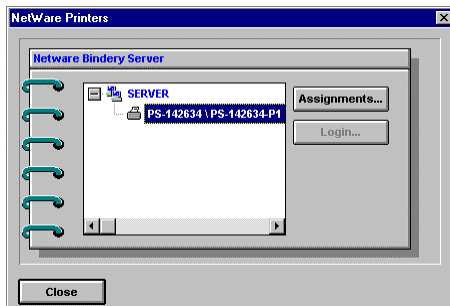 NetWare Printers
Netware Bindery Server
SERVER
PS-142634 \ PS-142634-P1
Assignments...
Login...
Close